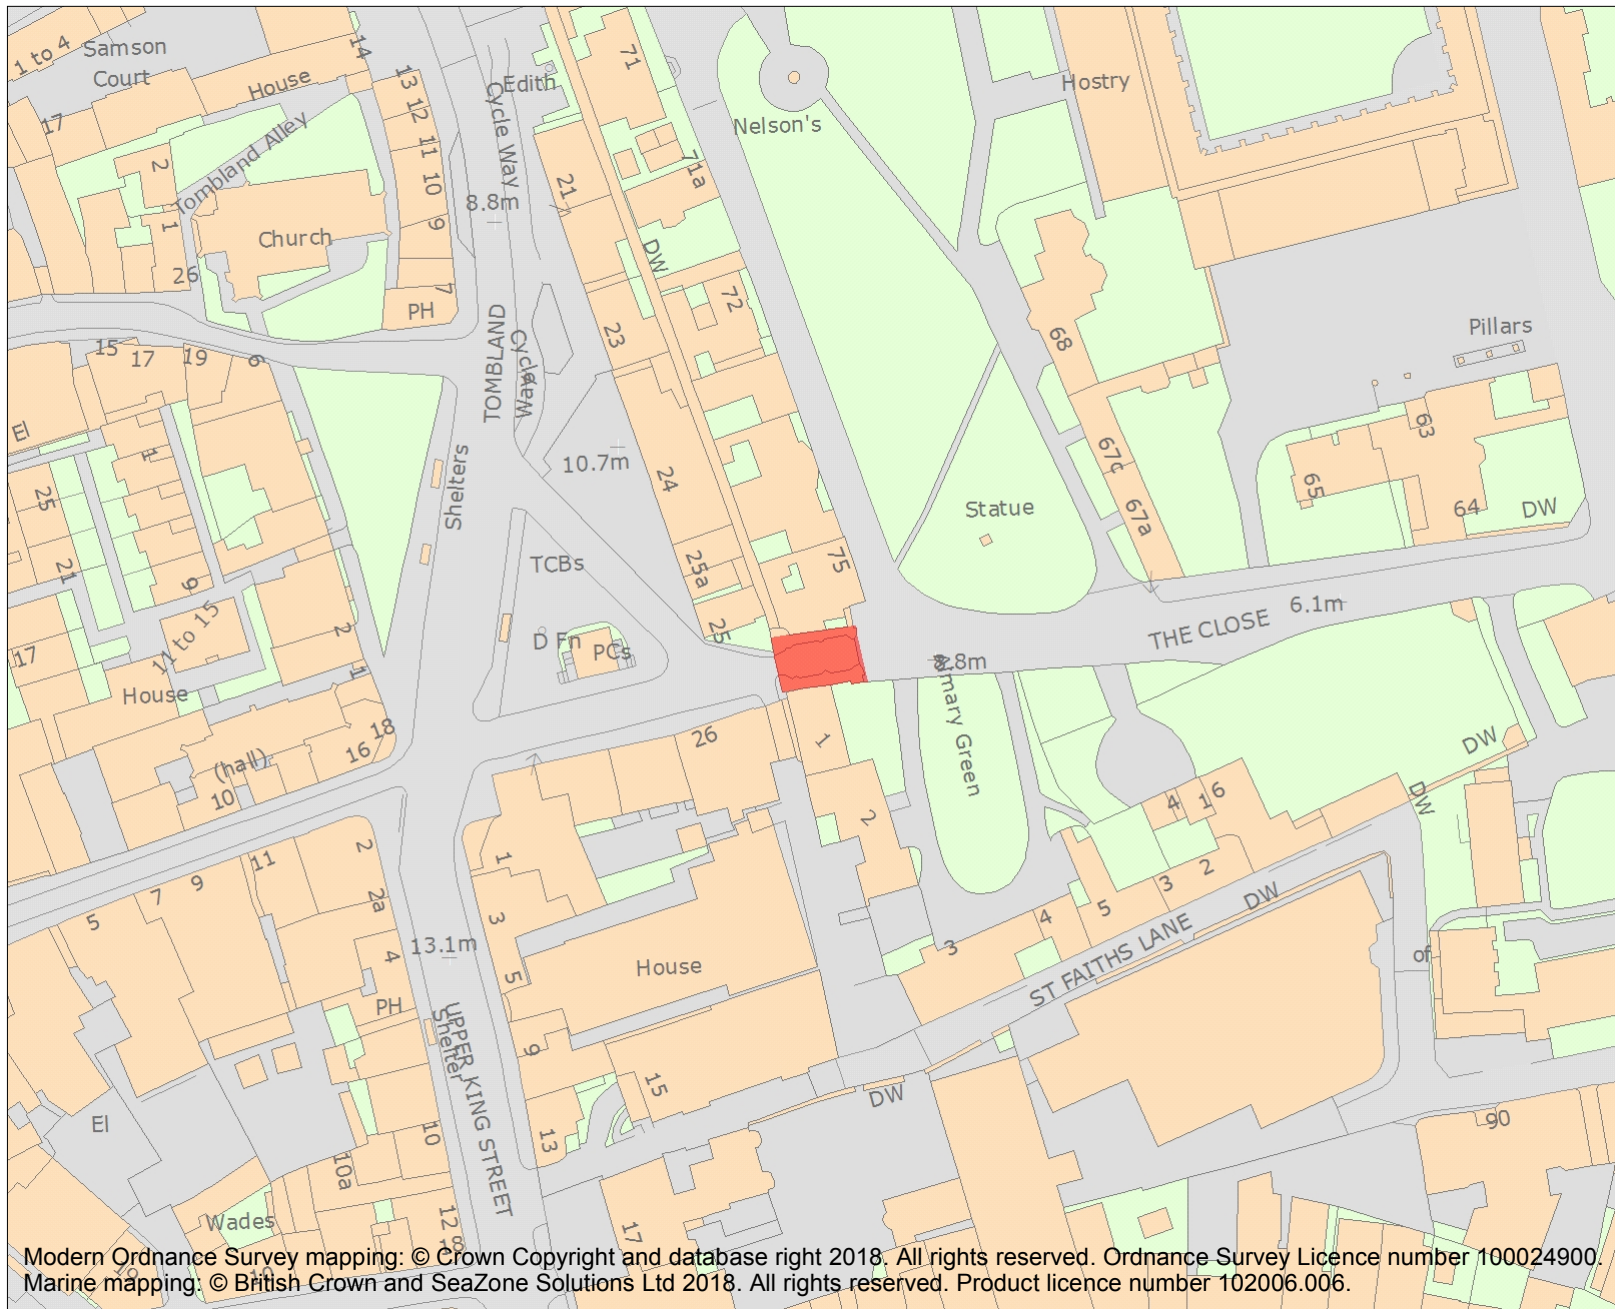 1 to 4
Samson
Court
House
14
13
12
11
10
9
7
17
2
1
26
Tombland Alley
Church
PH
8.8m
Cycle Way
Edith
71
71a
21
DW
72
23
Nelson's
Hostry
TOMBLAND
Cycle
Way
15
17
19
6
El
1
25
21
9
11 to 15
17
House
2
1
(hall)
10
16
18
Shelters
10.7m
24
25a
25
75
TCBs
D Fn
PCs
Statue
68
67c
67a
Pillars
63
65
64
DW
THE CLOSE
6.1m
8.8m
Almary Green
26
1
2
DW
DW
4
16
2
3
5
4
3
DW
ST FAITHS LANE
of
5
7
9
11
2
2a
4
PH
13.1m
1
3
5
9
13
House
15
Shelter
UPPER KING STREET
El
10
10a
12
18
Wades
19
10
17
DW
90
Modern Ordnance Survey mapping: © Crown Copyright and database right 2018. All rights reserved. Ordnance Survey Licence number 100024900.
Marine mapping: © British Crown and SeaZone Solutions Ltd 2018. All rights reserved. Product licence number 102006.006.